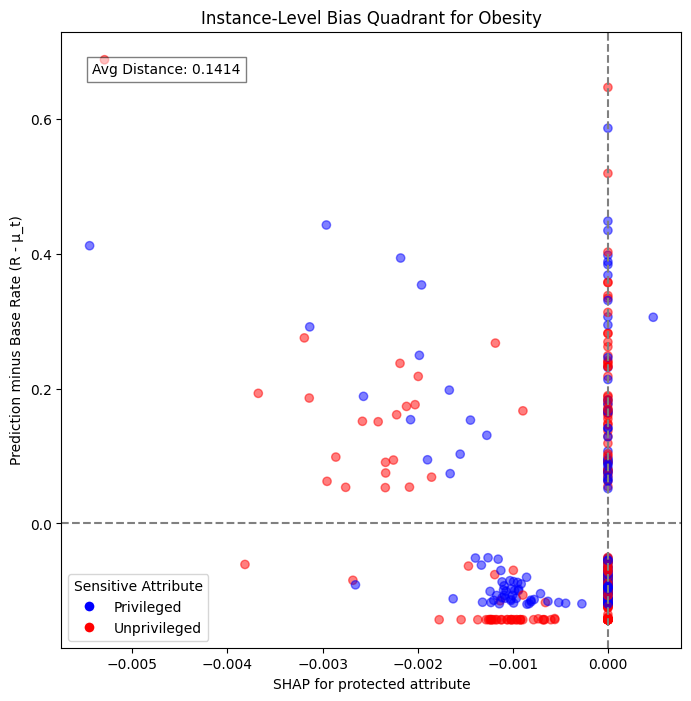 Instance-Level Bias Quadrant for Obesity
Avg Distance: 0.1414
Prediction minus Base Rate (R - μ_t)
0.6
0.4
0.2
0.0
Sensitive Attribute
Privileged
Unprivileged
−0.005
−0.004
−0.003
−0.002
−0.001
0.000
SHAP for protected attribute